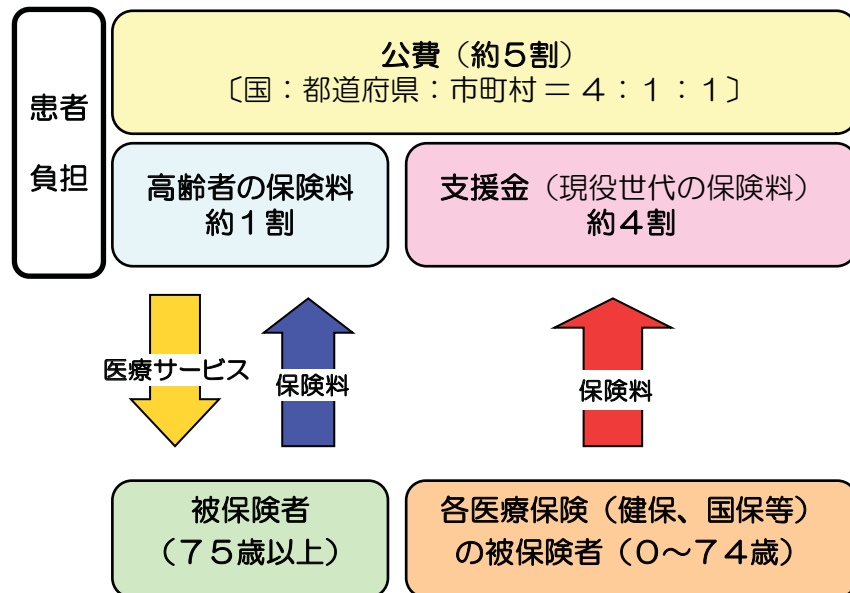 患者
負担
公費（約５割）
〔国：都道府県：市町村＝４：１：１〕
高齢者の保険料
約１割
支援金（現役世代の保険料）
約４割
医療サービス
保険料
保険料
被保険者
（７５歳以上）
各医療保険（健保、国保等）
の被保険者（０～７４歳）